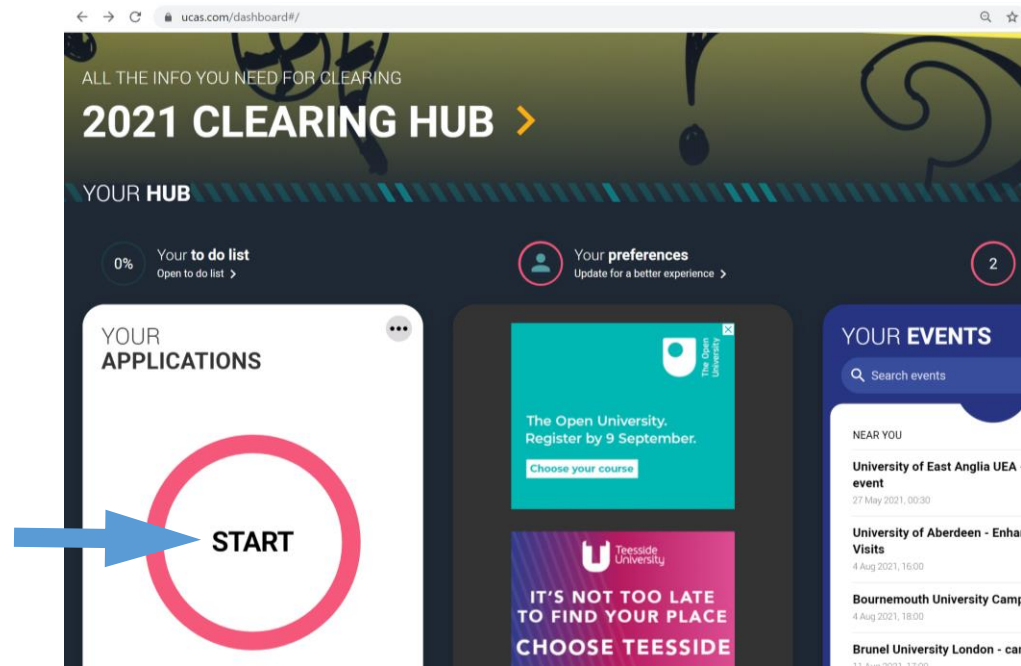 ucas.com/dashboard#/
ALL THE INFO YOU NEED FOR CLEARING
2021 CLEARING HUB >
YOUR HUB
0%
Your to do list
Open to do list >
Your preferences
Update for a better experience >
2
YOUR
APPLICATIONS
START
The Open
University
The Open University.
Register by 9 September.
Choose your course
Teesside
University
IT'S NOT TOO LATE
TO FIND YOUR PLACE
CHOOSE TEESSIDE
YOUR EVENTS
Search events
NEAR YOU
University of East Anglia UEA
event
27 May 2021, 00:30
University of Aberdeen - Enha
Visits
4 Aug 2021, 16:00
Bournemouth University Camp
4 Aug 2021, 18:00
Brunel University London - ca